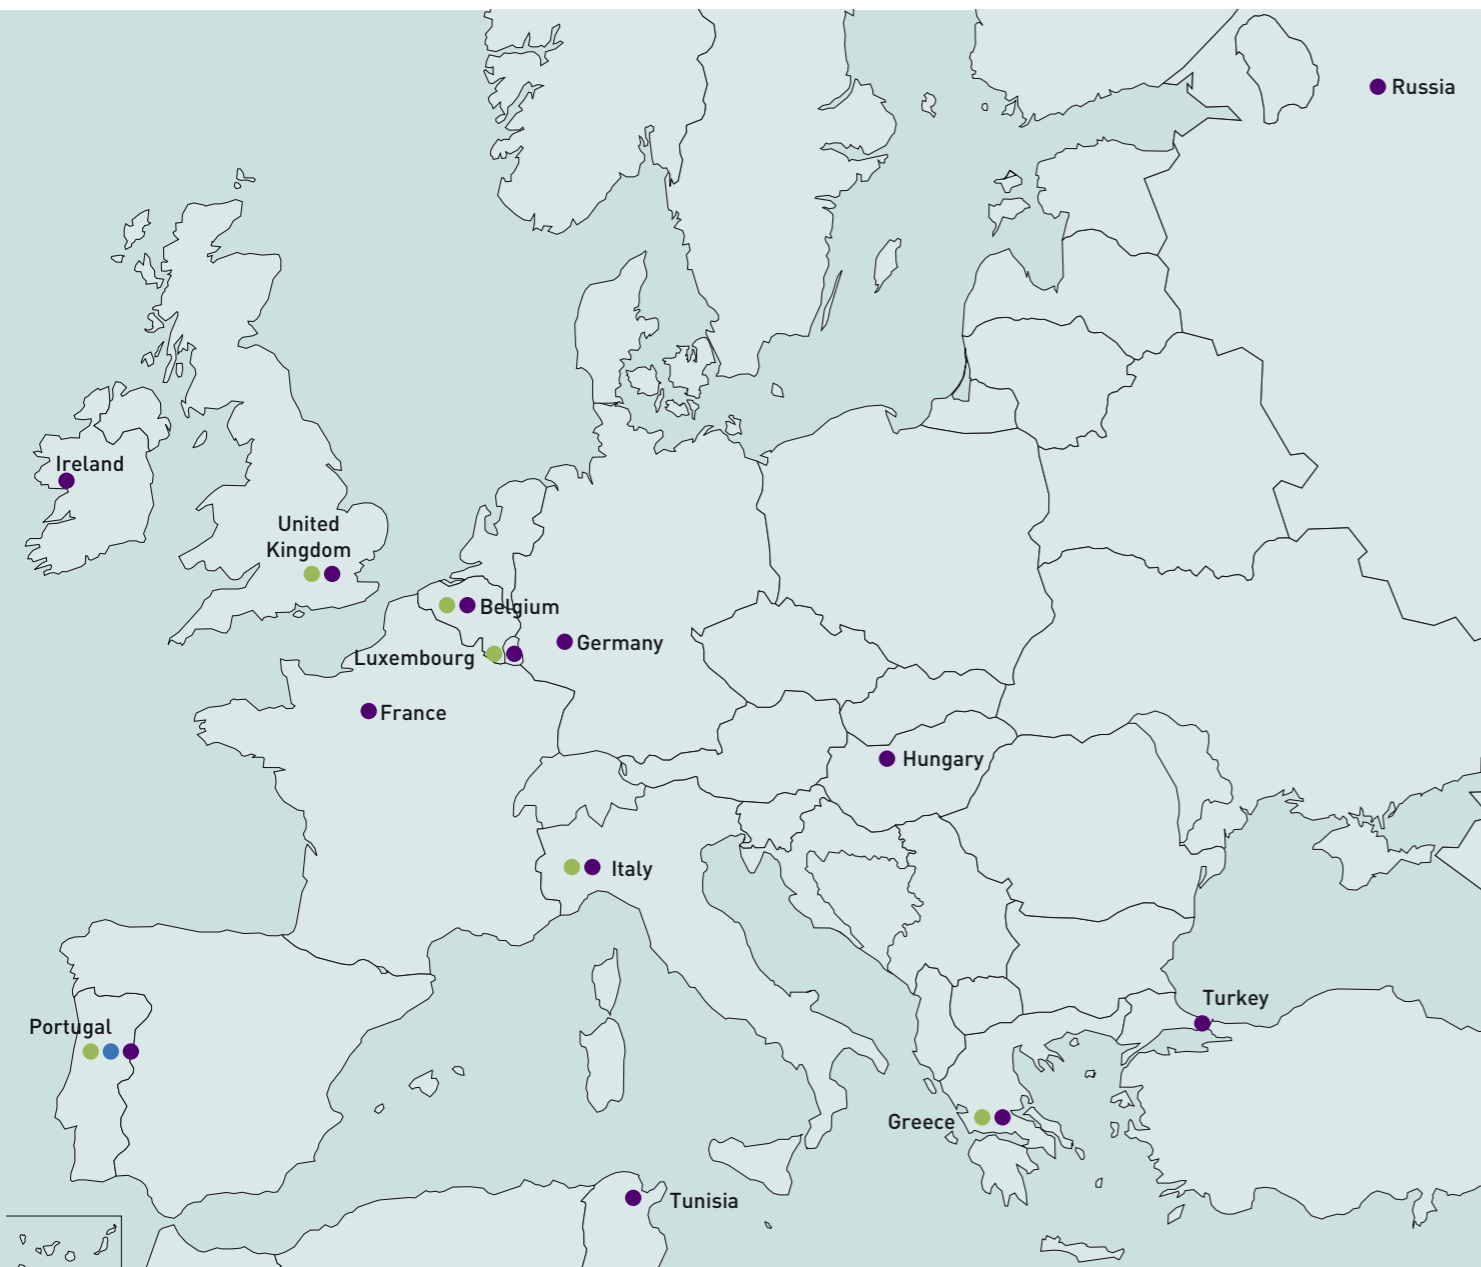 Russia
Ireland
United
Kingdom
Belgium
Germany
Luxembourg
France
Hungary
Italy
Turkey
Portugal
Greece
Tunisia